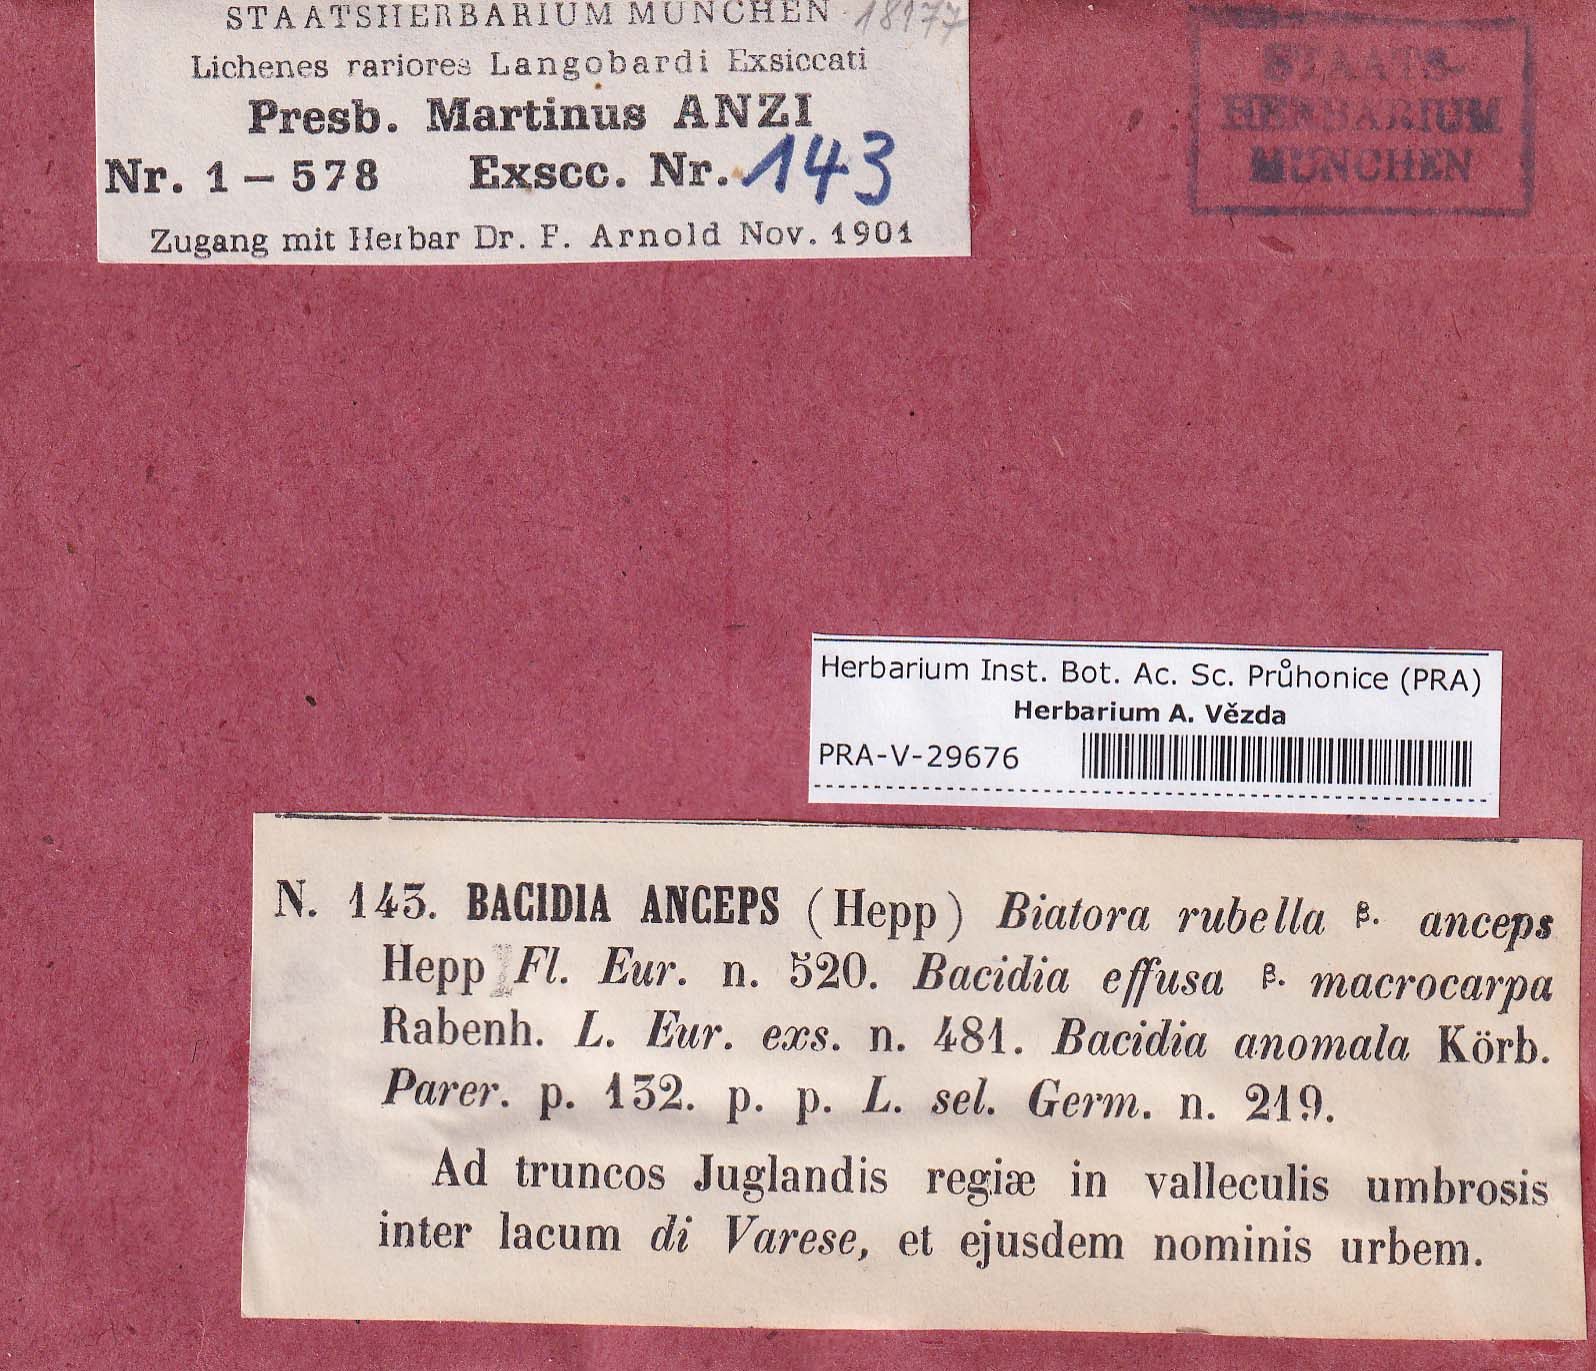 STAATSHERBARIUM MÜNCHEN 18177
Lichenes rariores Langobardi Exsiccati
Presb. Martinus ANZI
Nr. 1 – 578 Exscc. Nr. 143
Zugang mit Herbar Dr. F. Arnold Nov. 1901
STAATS-
HERBARIUM
MÜNCHEN
Herbarium Inst. Bot. Ac. Sc. Průhonice (PRA)
Herbarium A. Vězda
PRA-V-29676
N. 143. BACIDIA ANCEPS (Hepp) Biatora rubella β. anceps
Hepp Fl. Eur. n. 520. Bacidia effusa β. macrocarpa
Rabenh. L. Eur. exs. n. 481. Bacidia anomala Körb.
Parer. p. 132. p. p. L. sel. Germ. n. 219.
Ad truncos Juglandis regiæ in valleculis umbrosis
inter lacum di Varese, et ejusdem nominis urbem.